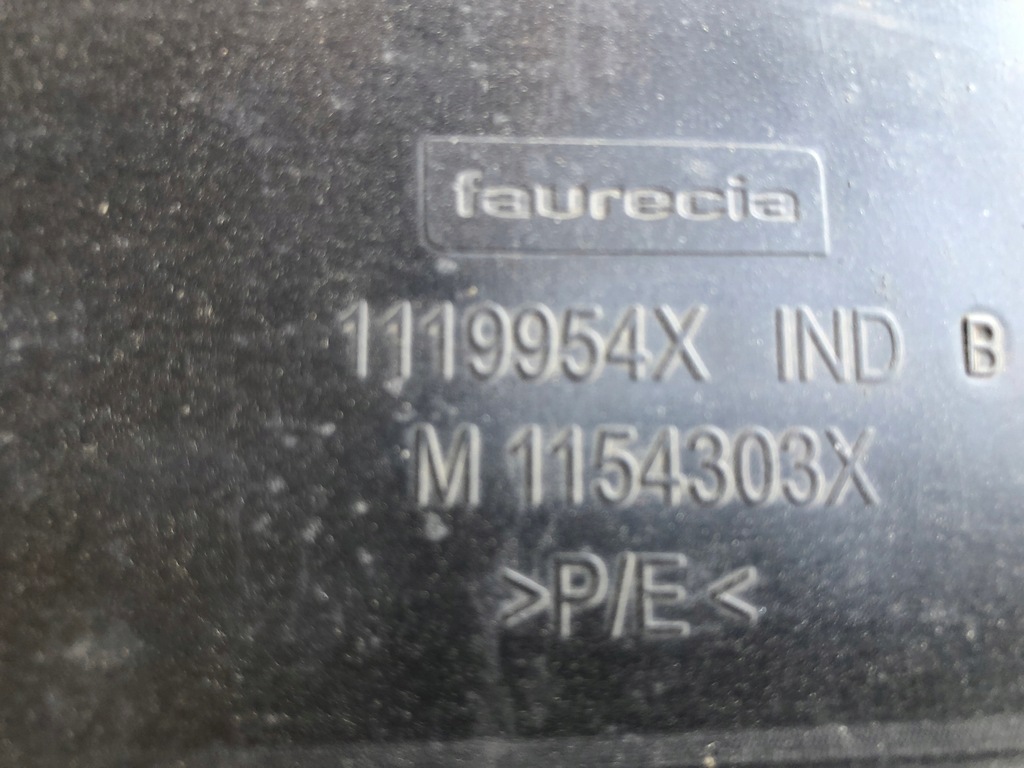 faurecia
1119954X IND B
M 1154303X
>P/E<